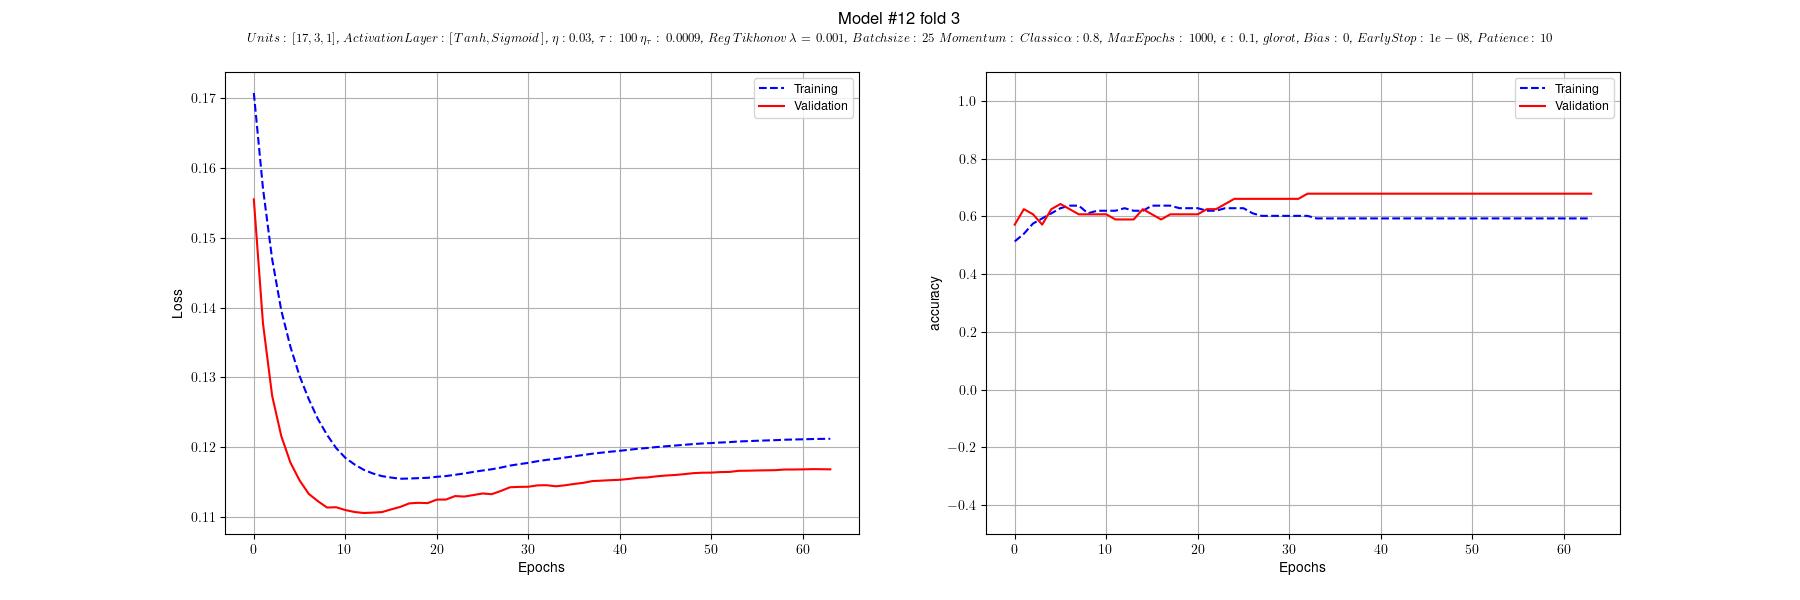 Model #12 fold 3
Units : [17, 3, 1], ActivationLayer : [Tanh, Sigmoid], η : 0.03, τ : 100 η_τ : 0.0009, Reg Tikhonov λ = 0.001, Batchsize : 25 Momentum : Classic α : 0.8, MaxEpochs : 1000, ϵ : 0.1, glorot, Bias : 0, EarlyStop : 1e − 08, Patience : 10
Training
Validation
0.17
0.16
0.15
0.14
0.13
0.12
0.11
Loss
0 10 20 30 40 50 60
Epochs
Training
Validation
1.0
0.8
0.6
0.4
0.2
0.0
−0.2
−0.4
accuracy
0 10 20 30 40 50 60
Epochs